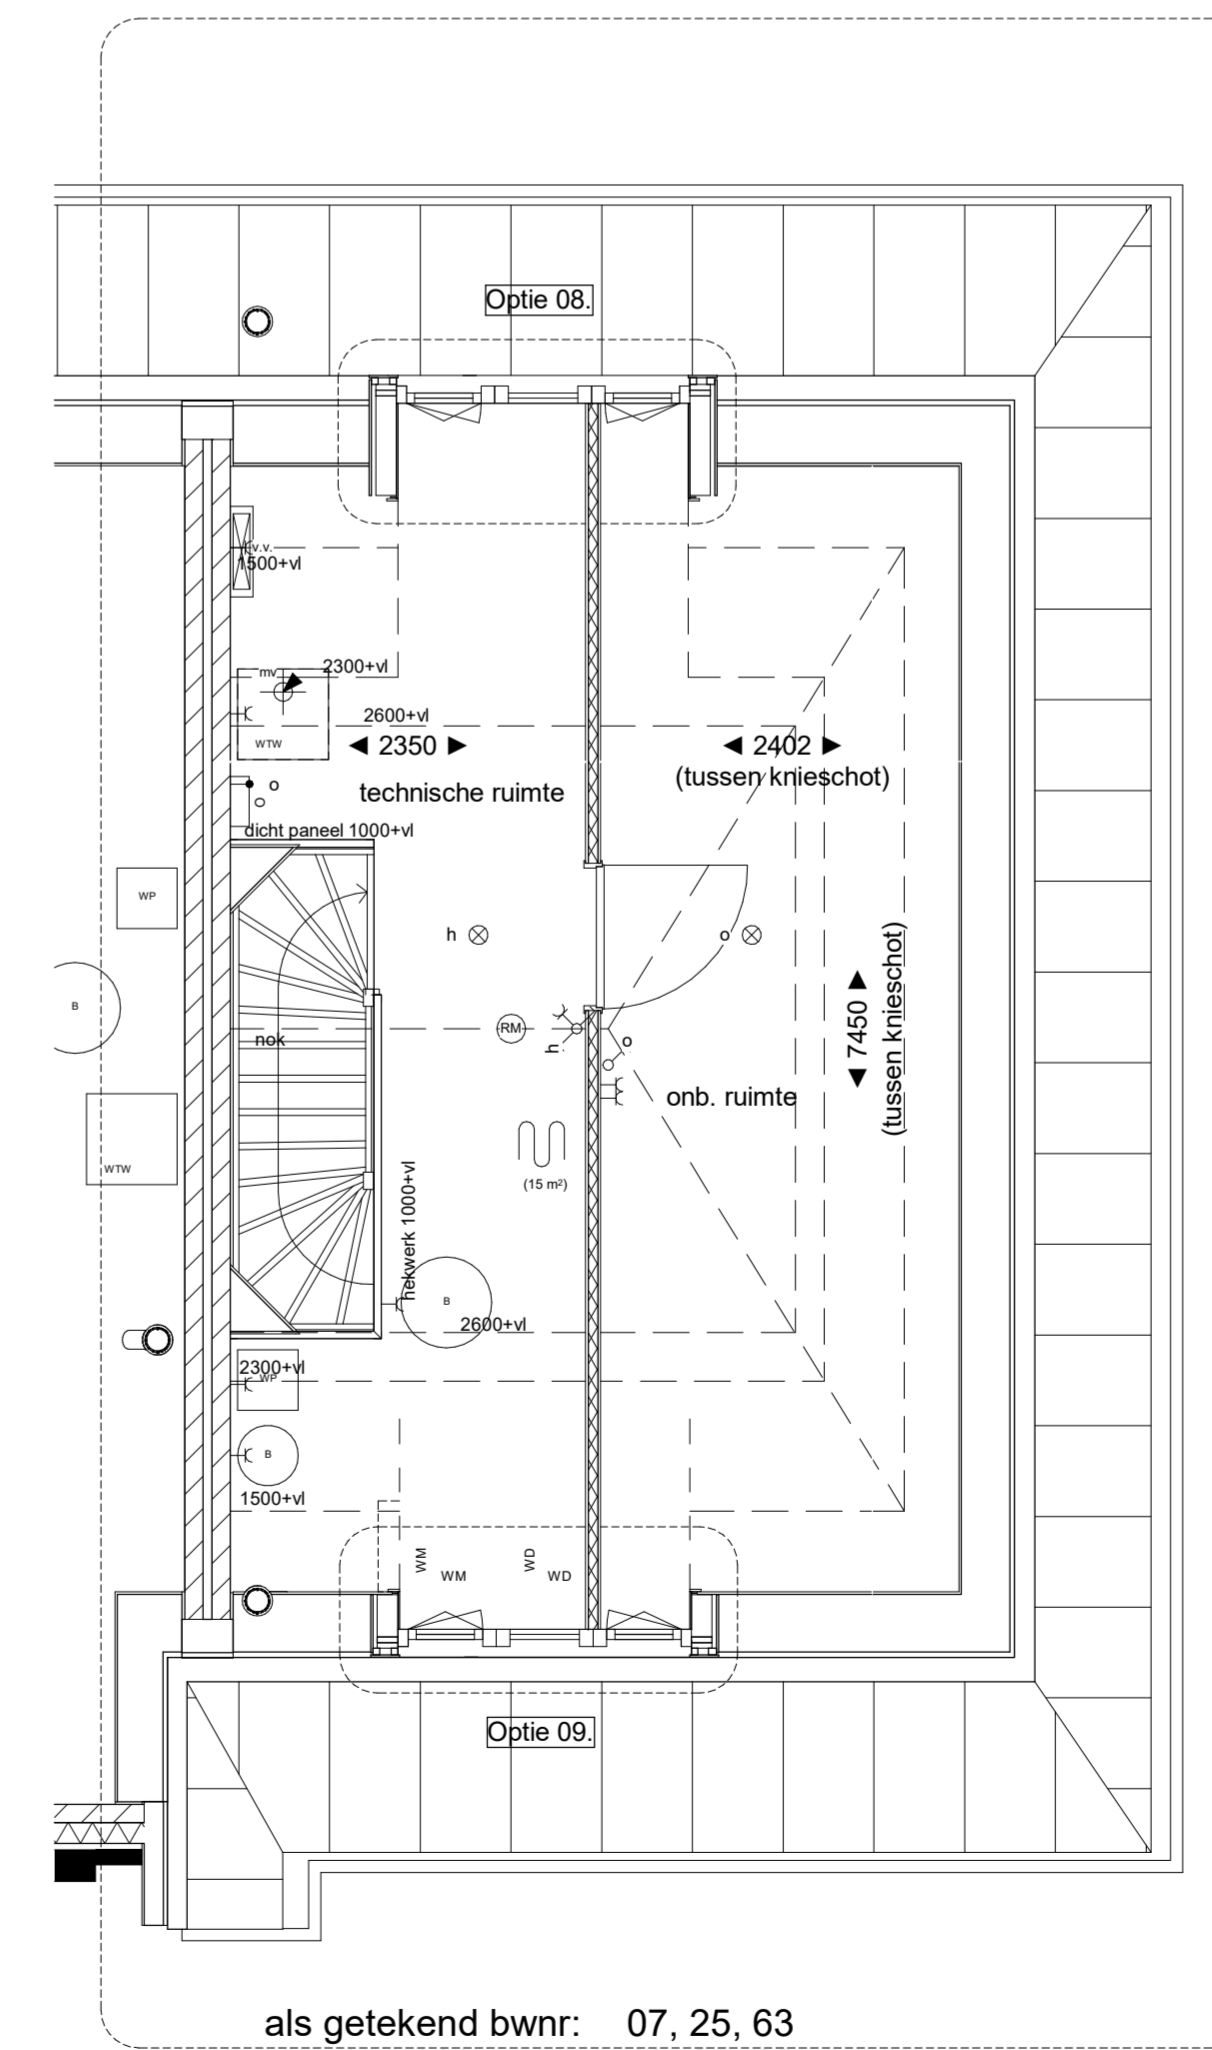 Optie 08.
v.v.
1500+vl
mv
2300+vl
WTW
2600+vl
◄ 2350 ►
◄ 2402 ►
(tussen knieschot)
technische ruimte
o
o
dicht paneel 1000+vl
WP
h
o
B
◄ 7450 ►
(tussen knieschot)
nok
RM
h
o
onb. ruimte
WTW
(15 m²)
hekwerk 1000+vl
B
2600+vl
2300+vl
WP
B
1500+vl
WM
WM
WD
WD
Optie 09.
als getekend bwnr: 07, 25, 63